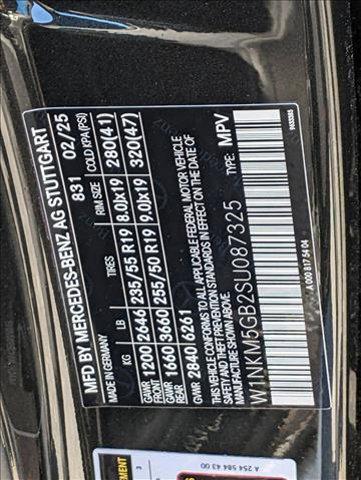 MFD BY MERCEDES-BENZ AG STUTTGART
831 02/25
MADE IN GERMANY
KG LB TIRES RIM SIZE COLD KPA(PSI)
GAWR 1200 2646 235/55 R19 8.0Jx19 280(41)
GAWR REAR 1660 3660 255/50 R19 9.0Jx19 320(47)
GVWR 2840 6261
THIS VEHICLE CONFORMS TO ALL APPLICABLE FEDERAL MOTOR VEHICLE
SAFETY AND THEFT PREVENTION STANDARDS IN EFFECT ON THE DATE OF
MANUFACTURE SHOWN ABOVE.
W1NKM5GB2SU087325 TYPE: MPV
A 000 817 54 04
A 254 584 43 00